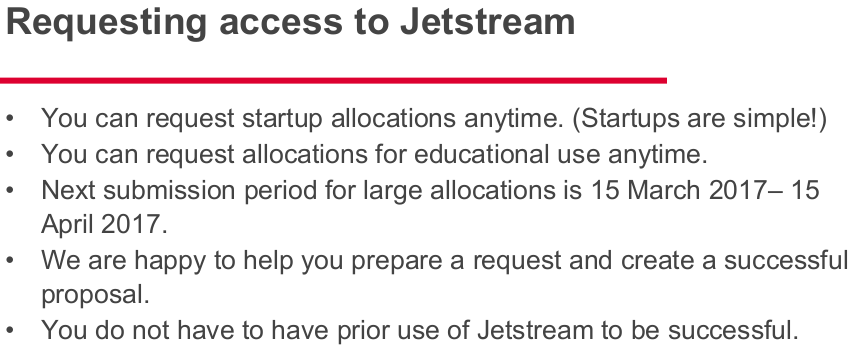 Requesting access to Jetstream
• You can request startup allocations anytime. (Startups are simple!)
• You can request allocations for educational use anytime.
• Next submission period for large allocations is 15 March 2017– 15
April 2017.
• We are happy to help you prepare a request and create a successful
proposal.
• You do not have to have prior use of Jetstream to be successful.